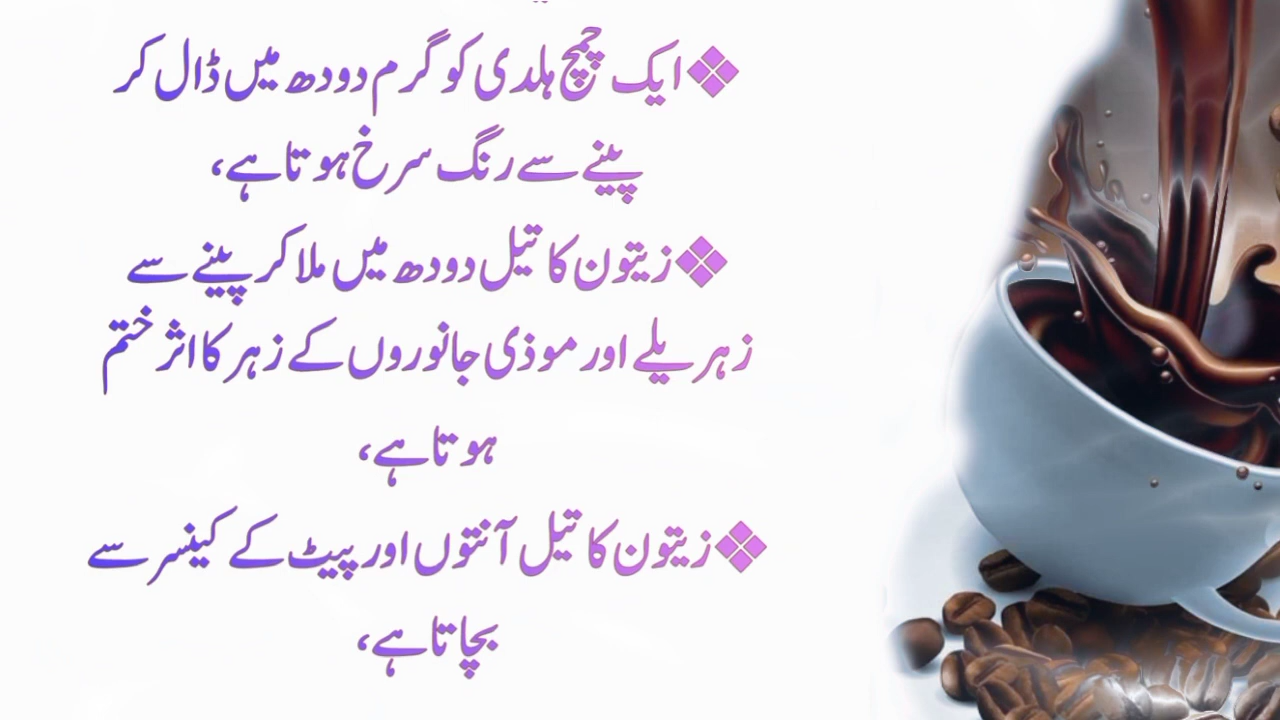 ❖ ایک چمچ ہلدی کو گرم دودھ میں ڈال کر
پینے سے رنگ سرخ ہوتا ہے،
❖ زیتون کا تیل دودھ میں ملا کر پینے سے
زہریلے اور موذی جانوروں کے زہر کا اثر ختم
ہوتا ہے،
❖ زیتون کا تیل آنتوں اور پیٹ کے کینسر سے
بچاتا ہے،